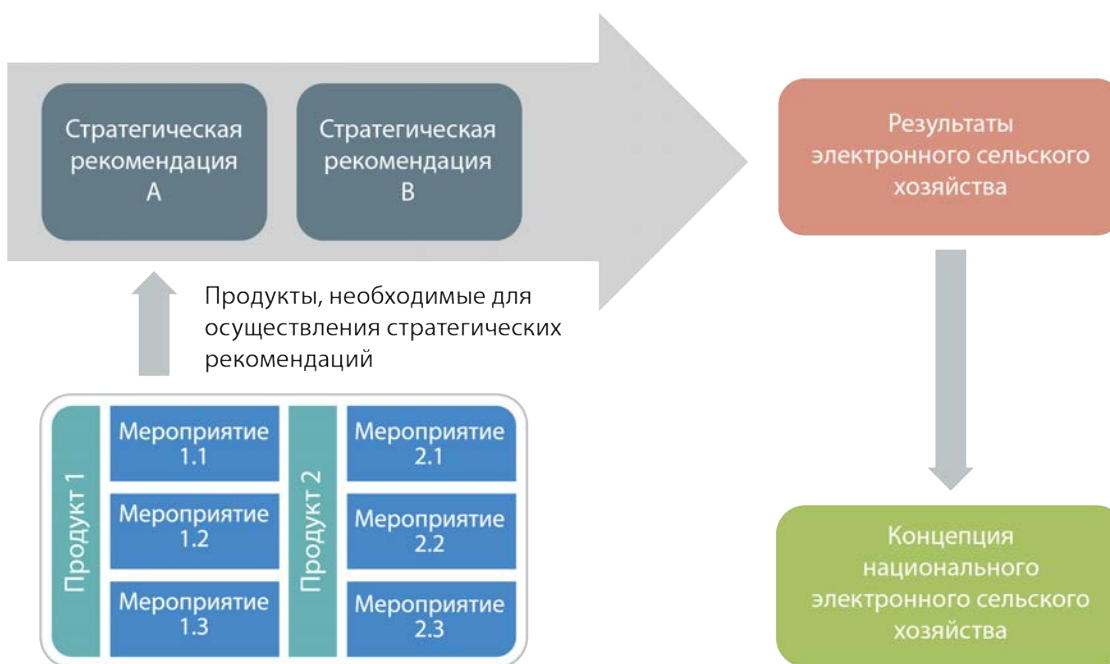 Стратегическая
рекомендация
A
Стратегическая
рекомендация
B
Результаты
электронного сельского
хозяйства
Продукты, необходимые для
осуществления стратегических
рекомендаций
Продукт 1
Мероприятие
1.1
Мероприятие
1.2
Мероприятие
1.3
Продукт 2
Мероприятие
2.1
Мероприятие
2.2
Мероприятие
2.3
Концепция
национального
электронного сельского
хозяйства